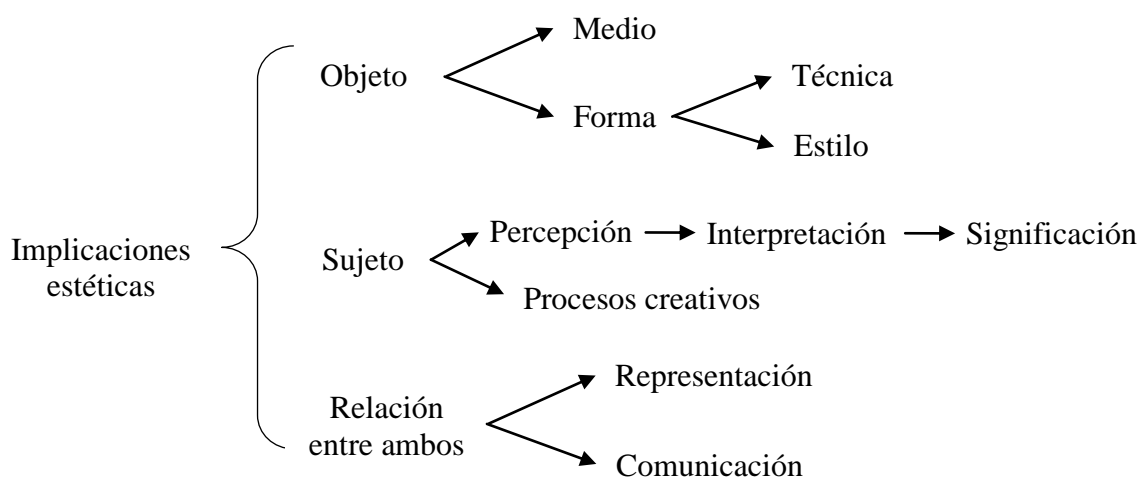 Medio
Objeto
Técnica
Forma
Estilo
Implicaciones
estéticas
Percepción
Interpretación
Significación
Sujeto
Procesos creativos
Representación
Relación
entre ambos
Comunicación